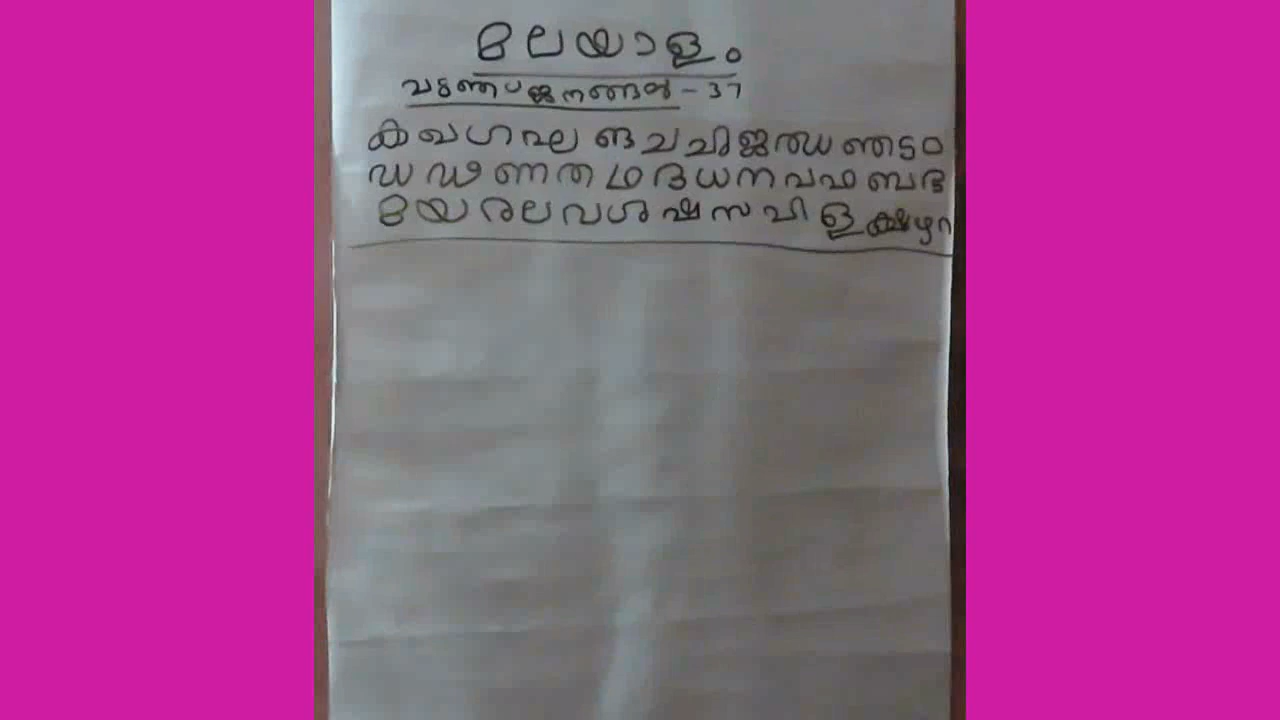 മലയാളം
വ്യഞ്ജനങ്ങൾ - 37
ക ഖ ഗ ഘ ങ ച ഛ ജ ഝ ഞ ട ഠ
ഡ ഢ ണ ത ഥ ദ ധ ന പ ഫ ബ ഭ
മ യ ര ല വ ശ ഷ സ ഹ ള ക്ഷ ഴ റ